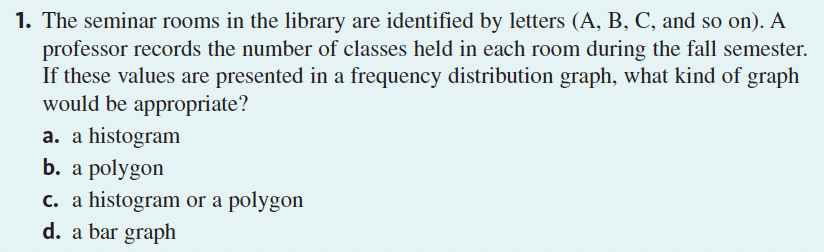 1. The seminar rooms in the library are identified by letters (A, B, C, and so on). A
professor records the number of classes held in each room during the fall semester.
If these values are presented in a frequency distribution graph, what kind of graph
would be appropriate?
a. a histogram
b. a polygon
c. a histogram or a polygon
d. a bar graph